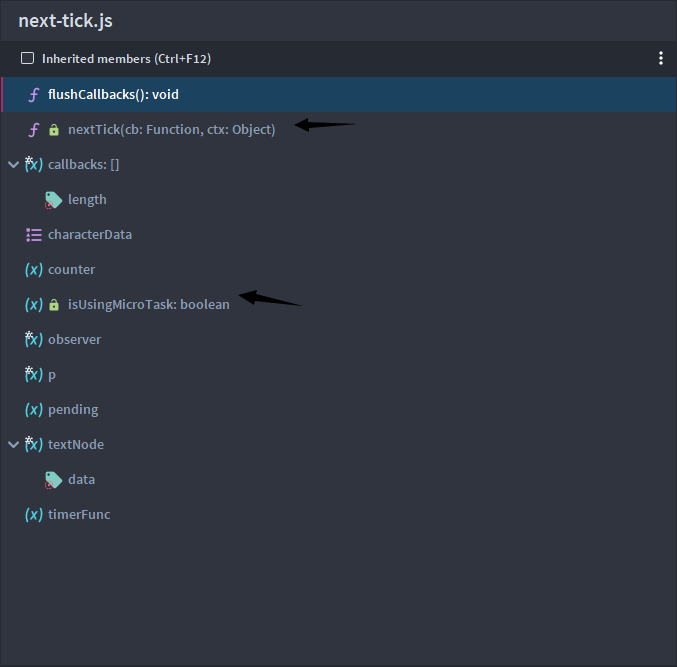 next-tick.js
Inherited members (Ctrl+F12)
flushCallbacks(): void
nextTick(cb: Function, ctx: Object)
callbacks: []
length
characterData
counter
isUsingMicroTask: boolean
observer
p
pending
textNode
data
timerFunc